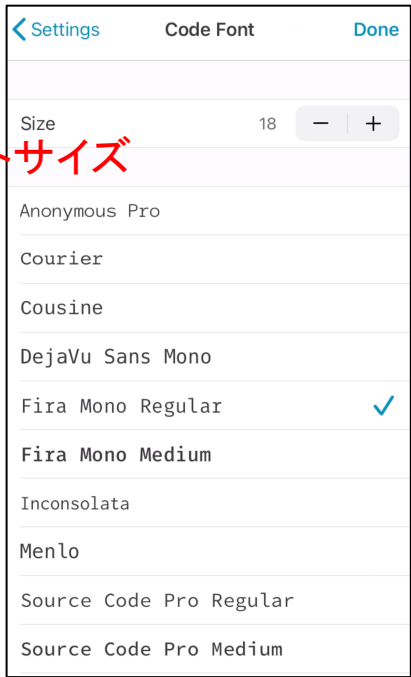 Settings Code Font Done
Size 18 − +
トサイズ
Anonymous Pro
Courier
Cousine
DejaVu Sans Mono
Fira Mono Regular
Fira Mono Medium
Inconsolata
Menlo
Source Code Pro Regular
Source Code Pro Medium